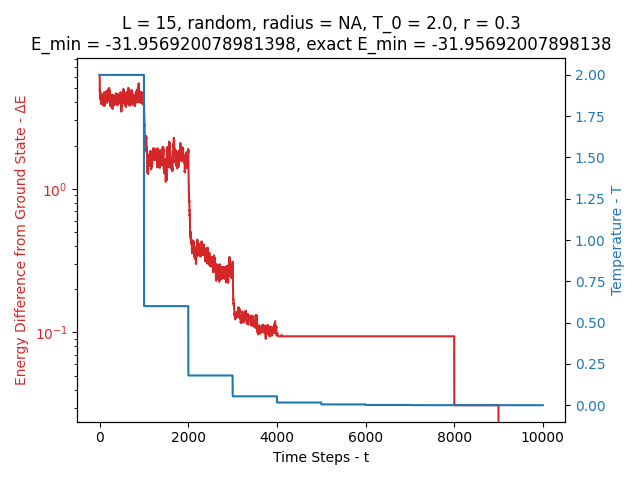 L = 15, random, radius = NA, T_0 = 2.0, r = 0.3
E_min = -31.956920078981398, exact E_min = -31.95692007898138
Energy Difference from Ground State - ΔE
10⁰
10⁻¹
2.00
1.75
1.50
1.25
1.00
0.75
0.50
0.25
0.00
Temperature - T
0 2000 4000 6000 8000 10000
Time Steps - t